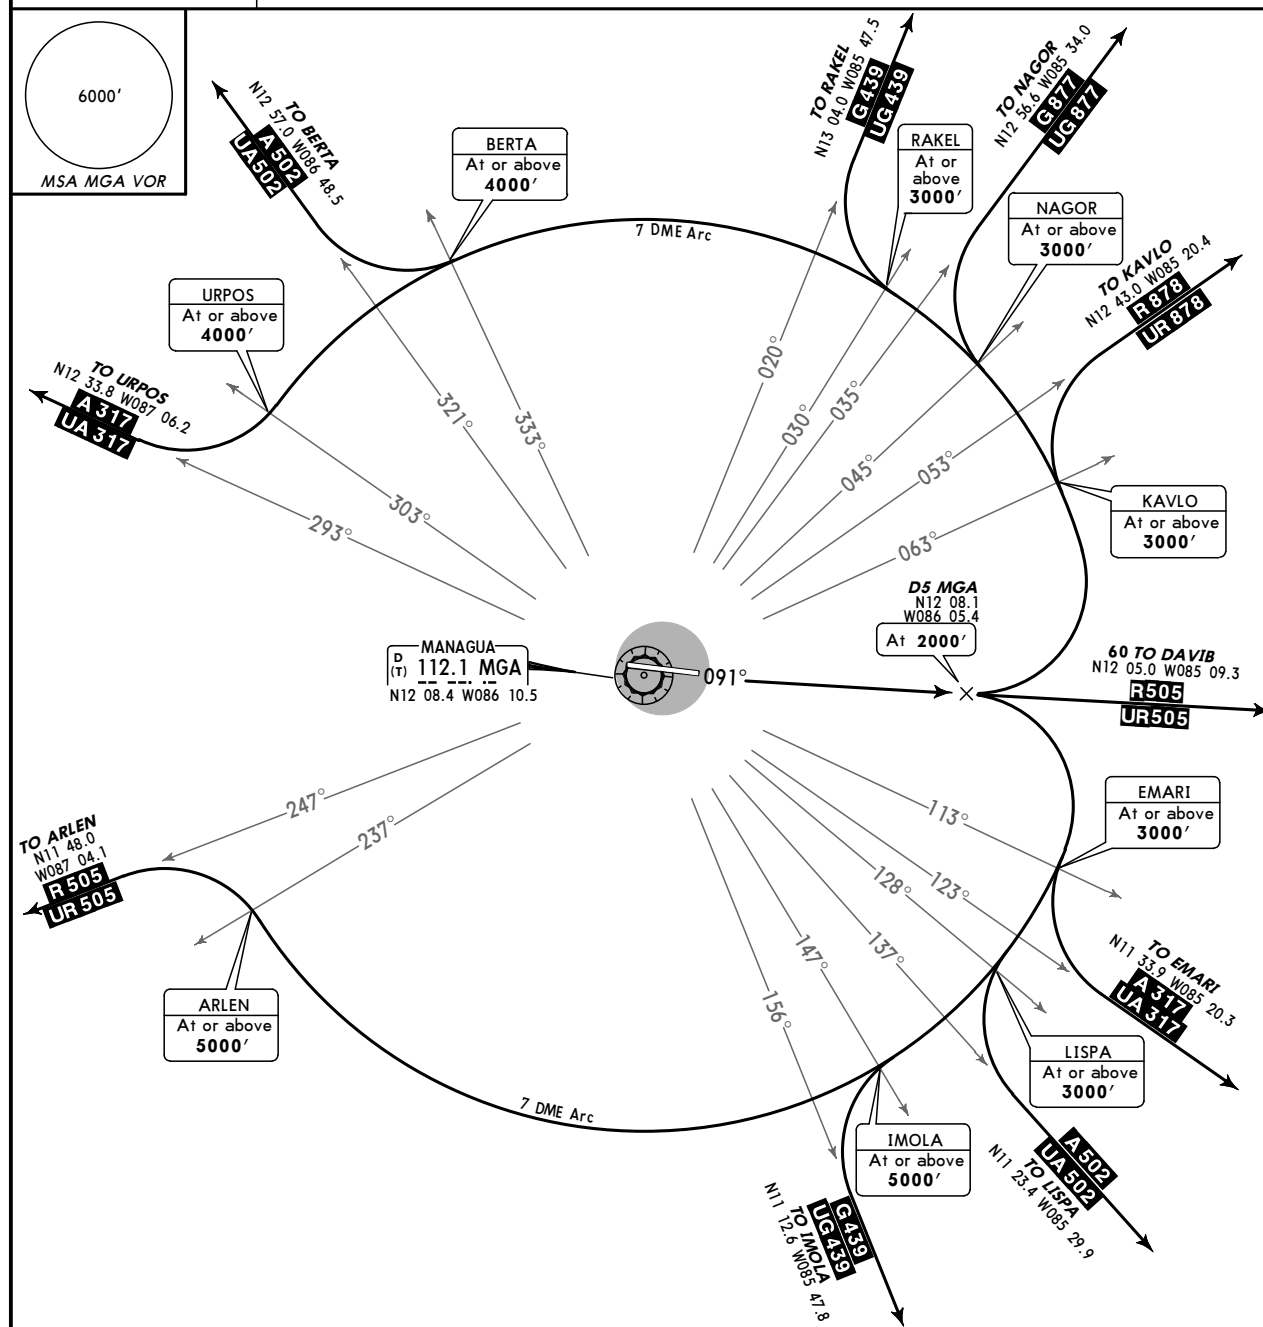 6000'
MSA MGA VOR
TO BERTA
N12 57.0 W086 48.5
A 502
UA 502
BERTA
At or above
4000'
7 DME Arc
TO RAKEL
N13 04.0 W085 47.5
G 439
UG 439
RAKEL
At or
above
3000'
TO NAGOR
N12 56.6 W085 34.0
G 877
UG 877
NAGOR
At or above
3000'
TO KAVLO
N12 43.0 W085 20.4
R 878
UR 878
URPOS
At or above
4000'
TO URPOS
N12 33.8 W087 06.2
A 317
UA 317
293°
303°
321°
333°
020°
030°
035°
045°
053°
063°
KAVLO
At or above
3000'
D5 MGA
N12 08.1
W086 05.4
At 2000'
MANAGUA
D
(T) 112.1 MGA
N12 08.4 W086 10.5
091°
60 TO DAVIB
N12 05.0 W085 09.3
R505
UR505
247°
237°
113°
123°
128°
137°
147°
156°
EMARI
At or above
3000'
TO ARLEN
N11 48.0
W087 04.1
R 505
UR 505
ARLEN
At or above
5000'
TO EMARI
N11 33.9 W085 20.3
A 317
UA 317
LISPA
At or above
3000'
7 DME Arc
IMOLA
At or above
5000'
A 502
UA 502
TO LISPA
N11 23.4 W085 29.9
G 439
UG 439
TO IMOLA
N11 12.6 W085 47.8